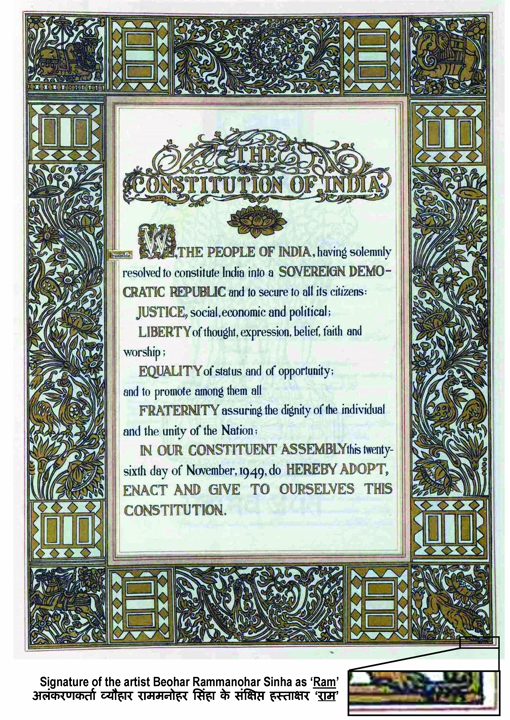 THE
CONSTITUTION OF INDIA
WE, THE PEOPLE OF INDIA, having solemnly
resolved to constitute India into a SOVEREIGN DEMO-
CRATIC REPUBLIC and to secure to all its citizens:
JUSTICE, social, economic and political;
LIBERTY of thought, expression, belief, faith and
worship;
EQUALITY of status and of opportunity;
and to promote among them all
FRATERNITY assuring the dignity of the individual
and the unity of the Nation;
IN OUR CONSTITUENT ASSEMBLY this twenty-
sixth day of November, 1949, do HEREBY ADOPT,
ENACT AND GIVE TO OURSELVES THIS
CONSTITUTION.
Signature of the artist Beohar Rammanohar Sinha as ‘Ram’
अलकरणकर्ता व्यौहार राममनोहर सिंहा के संक्षिप्त हस्ताक्षर ‘राम’